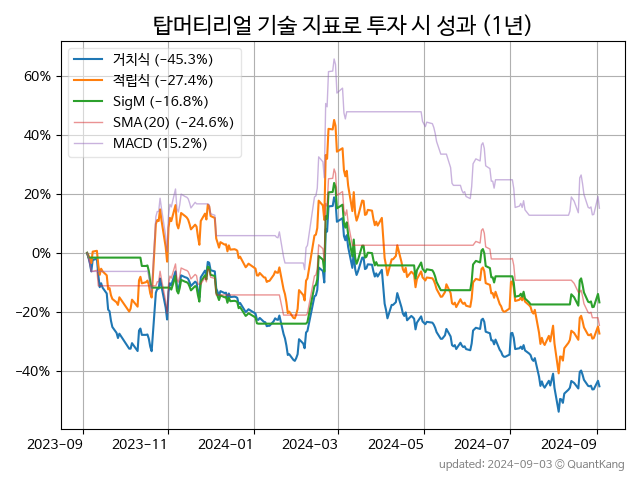 탑머티리얼 기술 지표로 투자 시 성과 (1년)
거치식 (−45.3%)
적립식 (−27.4%)
SigM (−16.8%)
SMA(20) (−24.6%)
MACD (15.2%)
60%
40%
20%
0%
−20%
−40%
2023-09 2023-11 2024-01 2024-03 2024-05 2024-07 2024-09
updated: 2024-09-03 © QuantKang